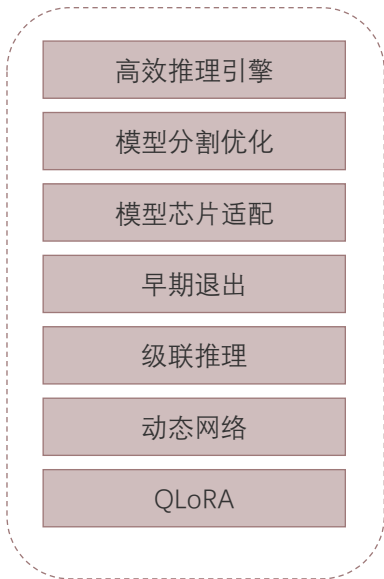 高效推理引擎
模型分割优化
模型芯片适配
早期退出
级联推理
动态网络
QLoRA